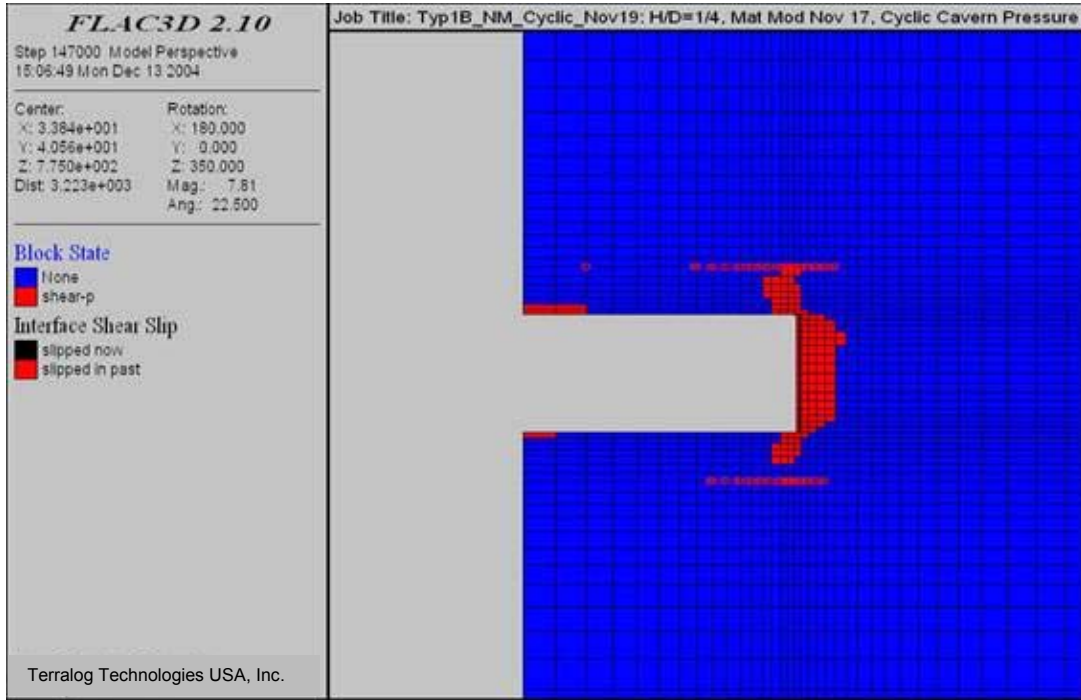 FLAC3D 2.10
Step 147000 Model Perspective
15:06:49 Mon Dec 13 2004
Center:
X: 3.384e+001
Y: 4.056e+001
Z: 7.750e+002
Dist: 3.223e+003
Rotation:
X: 180.000
Y: 0.000
Z: 350.000
Mag.: 7.81
Ang.: 22.500
Block State
None
shear-p
Interface Shear Slip
slipped now
slipped in past
Terralog Technologies USA, Inc.
Job Title: Typ1B_NM_Cyclic_Nov19: H/D=1/4, Mat Mod Nov 17, Cyclic Cavern Pressure